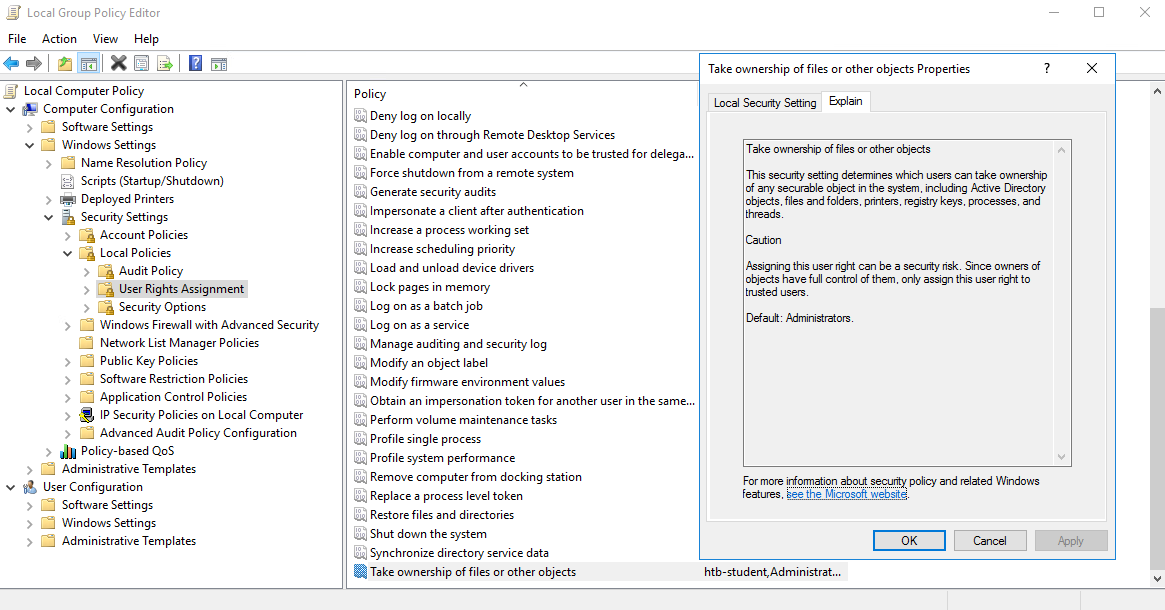 Local Group Policy Editor
File Action View Help
Local Computer Policy
Computer Configuration
Software Settings
Windows Settings
Name Resolution Policy
Scripts (Startup/Shutdown)
Deployed Printers
Security Settings
Account Policies
Local Policies
Audit Policy
User Rights Assignment
Security Options
Windows Firewall with Advanced Security
Network List Manager Policies
Public Key Policies
Software Restriction Policies
Application Control Policies
IP Security Policies on Local Computer
Advanced Audit Policy Configuration
Policy-based QoS
Administrative Templates
User Configuration
Software Settings
Windows Settings
Administrative Templates
Policy
Deny log on locally
Deny log on through Remote Desktop Services
Enable computer and user accounts to be trusted for delega...
Force shutdown from a remote system
Generate security audits
Impersonate a client after authentication
Increase a process working set
Increase scheduling priority
Load and unload device drivers
Lock pages in memory
Log on as a batch job
Log on as a service
Manage auditing and security log
Modify an object label
Modify firmware environment values
Obtain an impersonation token for another user in the same...
Perform volume maintenance tasks
Profile single process
Profile system performance
Remove computer from docking station
Replace a process level token
Restore files and directories
Shut down the system
Synchronize directory service data
Take ownership of files or other objects htb-student,Administrat...
Take ownership of files or other objects Properties
?
Local Security Setting Explain
Take ownership of files or other objects
This security setting determines which users can take ownership
of any securable object in the system, including Active Directory
objects, files and folders, printers, registry keys, processes, and
threads.
Caution
Assigning this user right can be a security risk. Since owners of
objects have full control of them, only assign this user right to
trusted users.
Default: Administrators.
For more information about security policy and related Windows
features, see the Microsoft website.
OK Cancel Apply